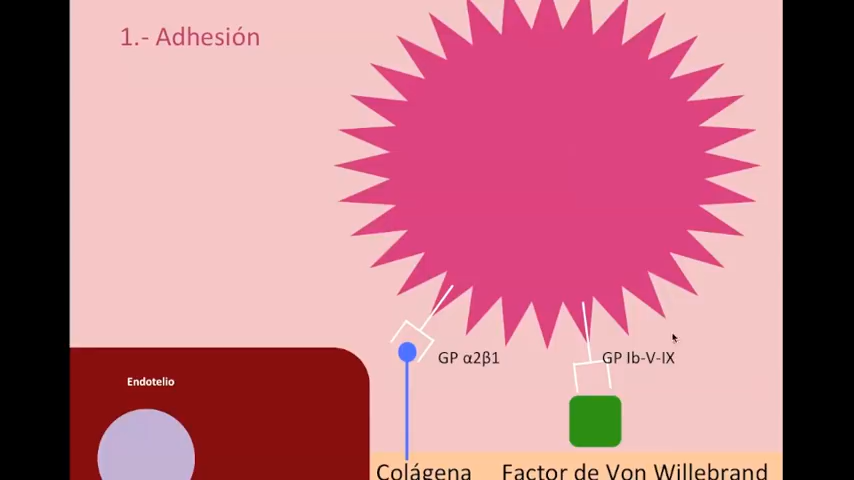 1.- Adhesión
GP α2β1
GP Ib-V-IX
Endotelio
Colágena
Factor de Von Willebrand